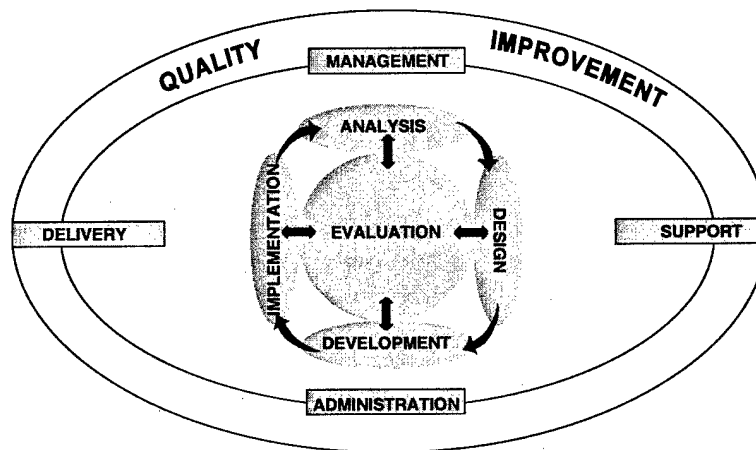 QUALITY
IMPROVEMENT
MANAGEMENT
ANALYSIS
IMPLEMENTATION
DELIVERY
EVALUATION
DESIGN
SUPPORT
DEVELOPMENT
ADMINISTRATION